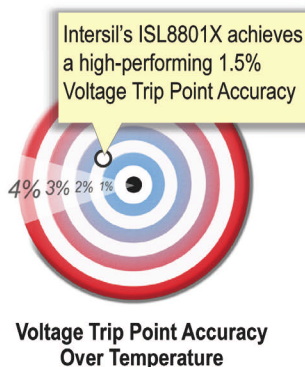 Intersil's ISL8801X achieves
a high-performing 1.5%
Voltage Trip Point Accuracy
4% 3% 2% 1%
Voltage Trip Point Accuracy
Over Temperature